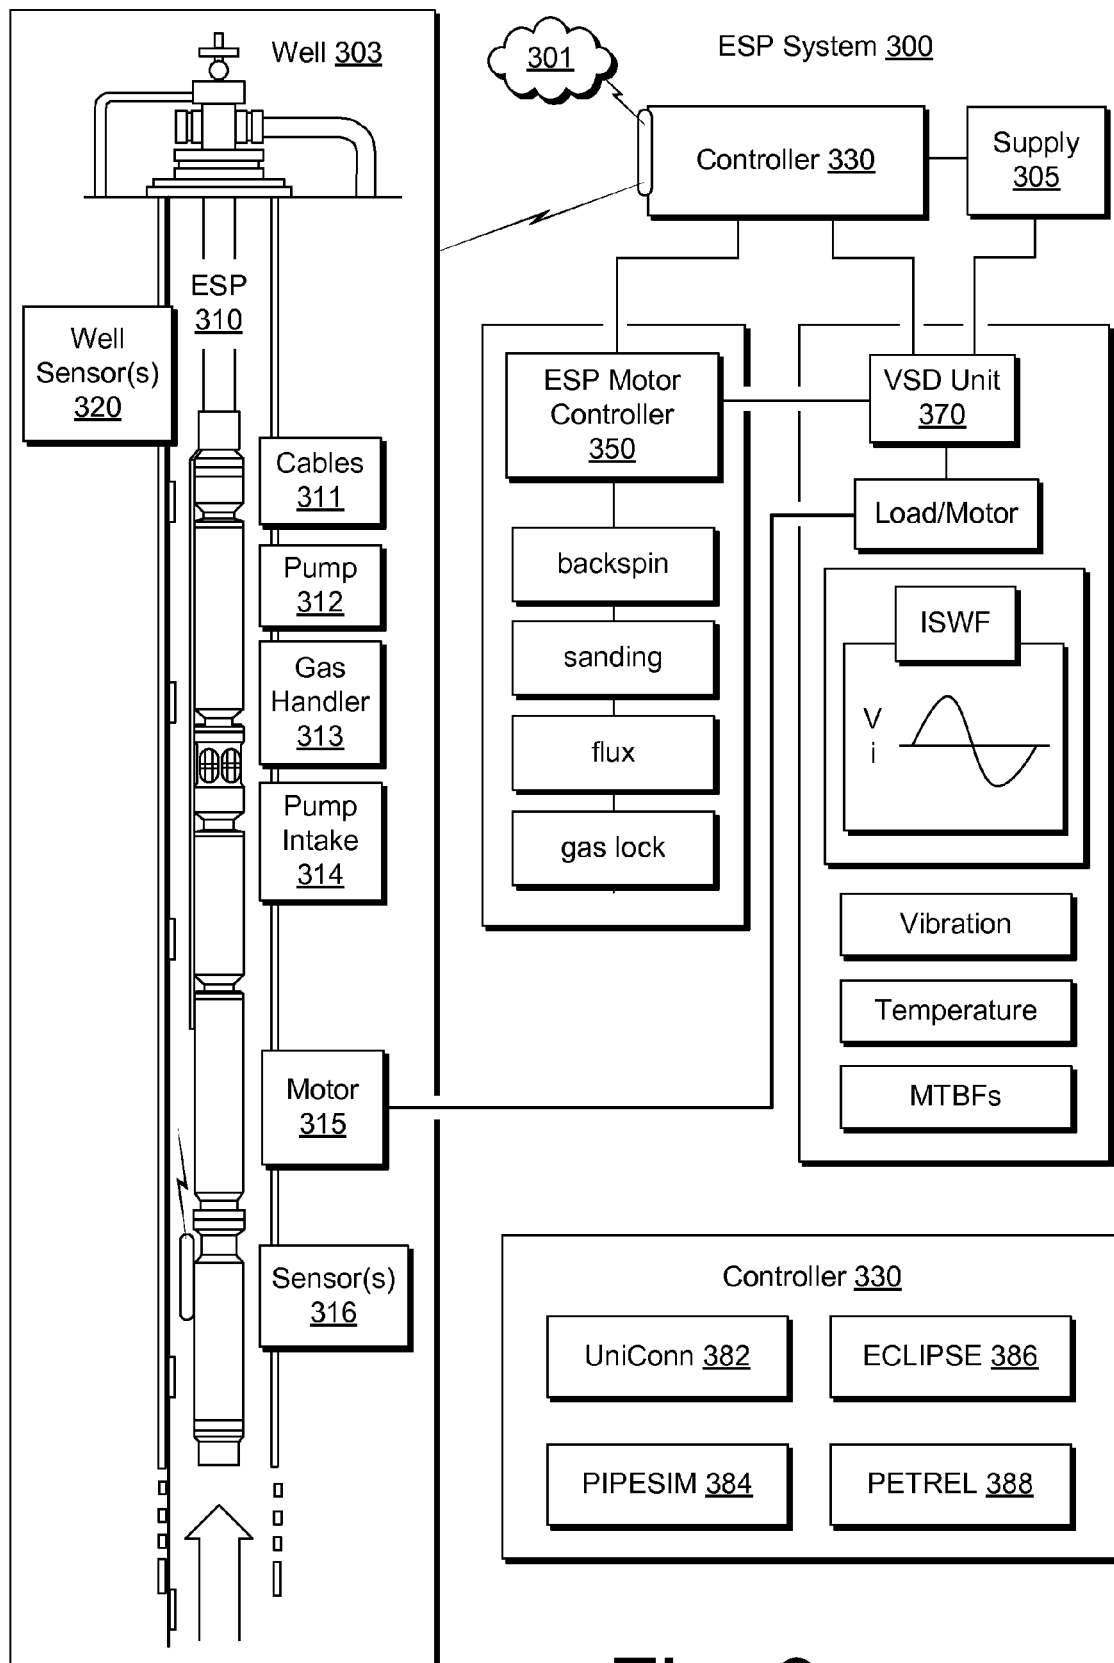 Well 303
301
ESP System 300
Controller 330
Supply
305
ESP
310
Well
Sensor(s)
320
Cables
311
Pump
312
Gas
Handler
313
Pump
Intake
314
Motor
315
Sensor(s)
316
ESP Motor
Controller
350
backspin
sanding
flux
gas lock
VSD Unit
370
Load/Motor
ISWF
V
i
Vibration
Temperature
MTBFs
Controller 330
UniConn 382
ECLIPSE 386
PIPESIM 384
PETREL 388